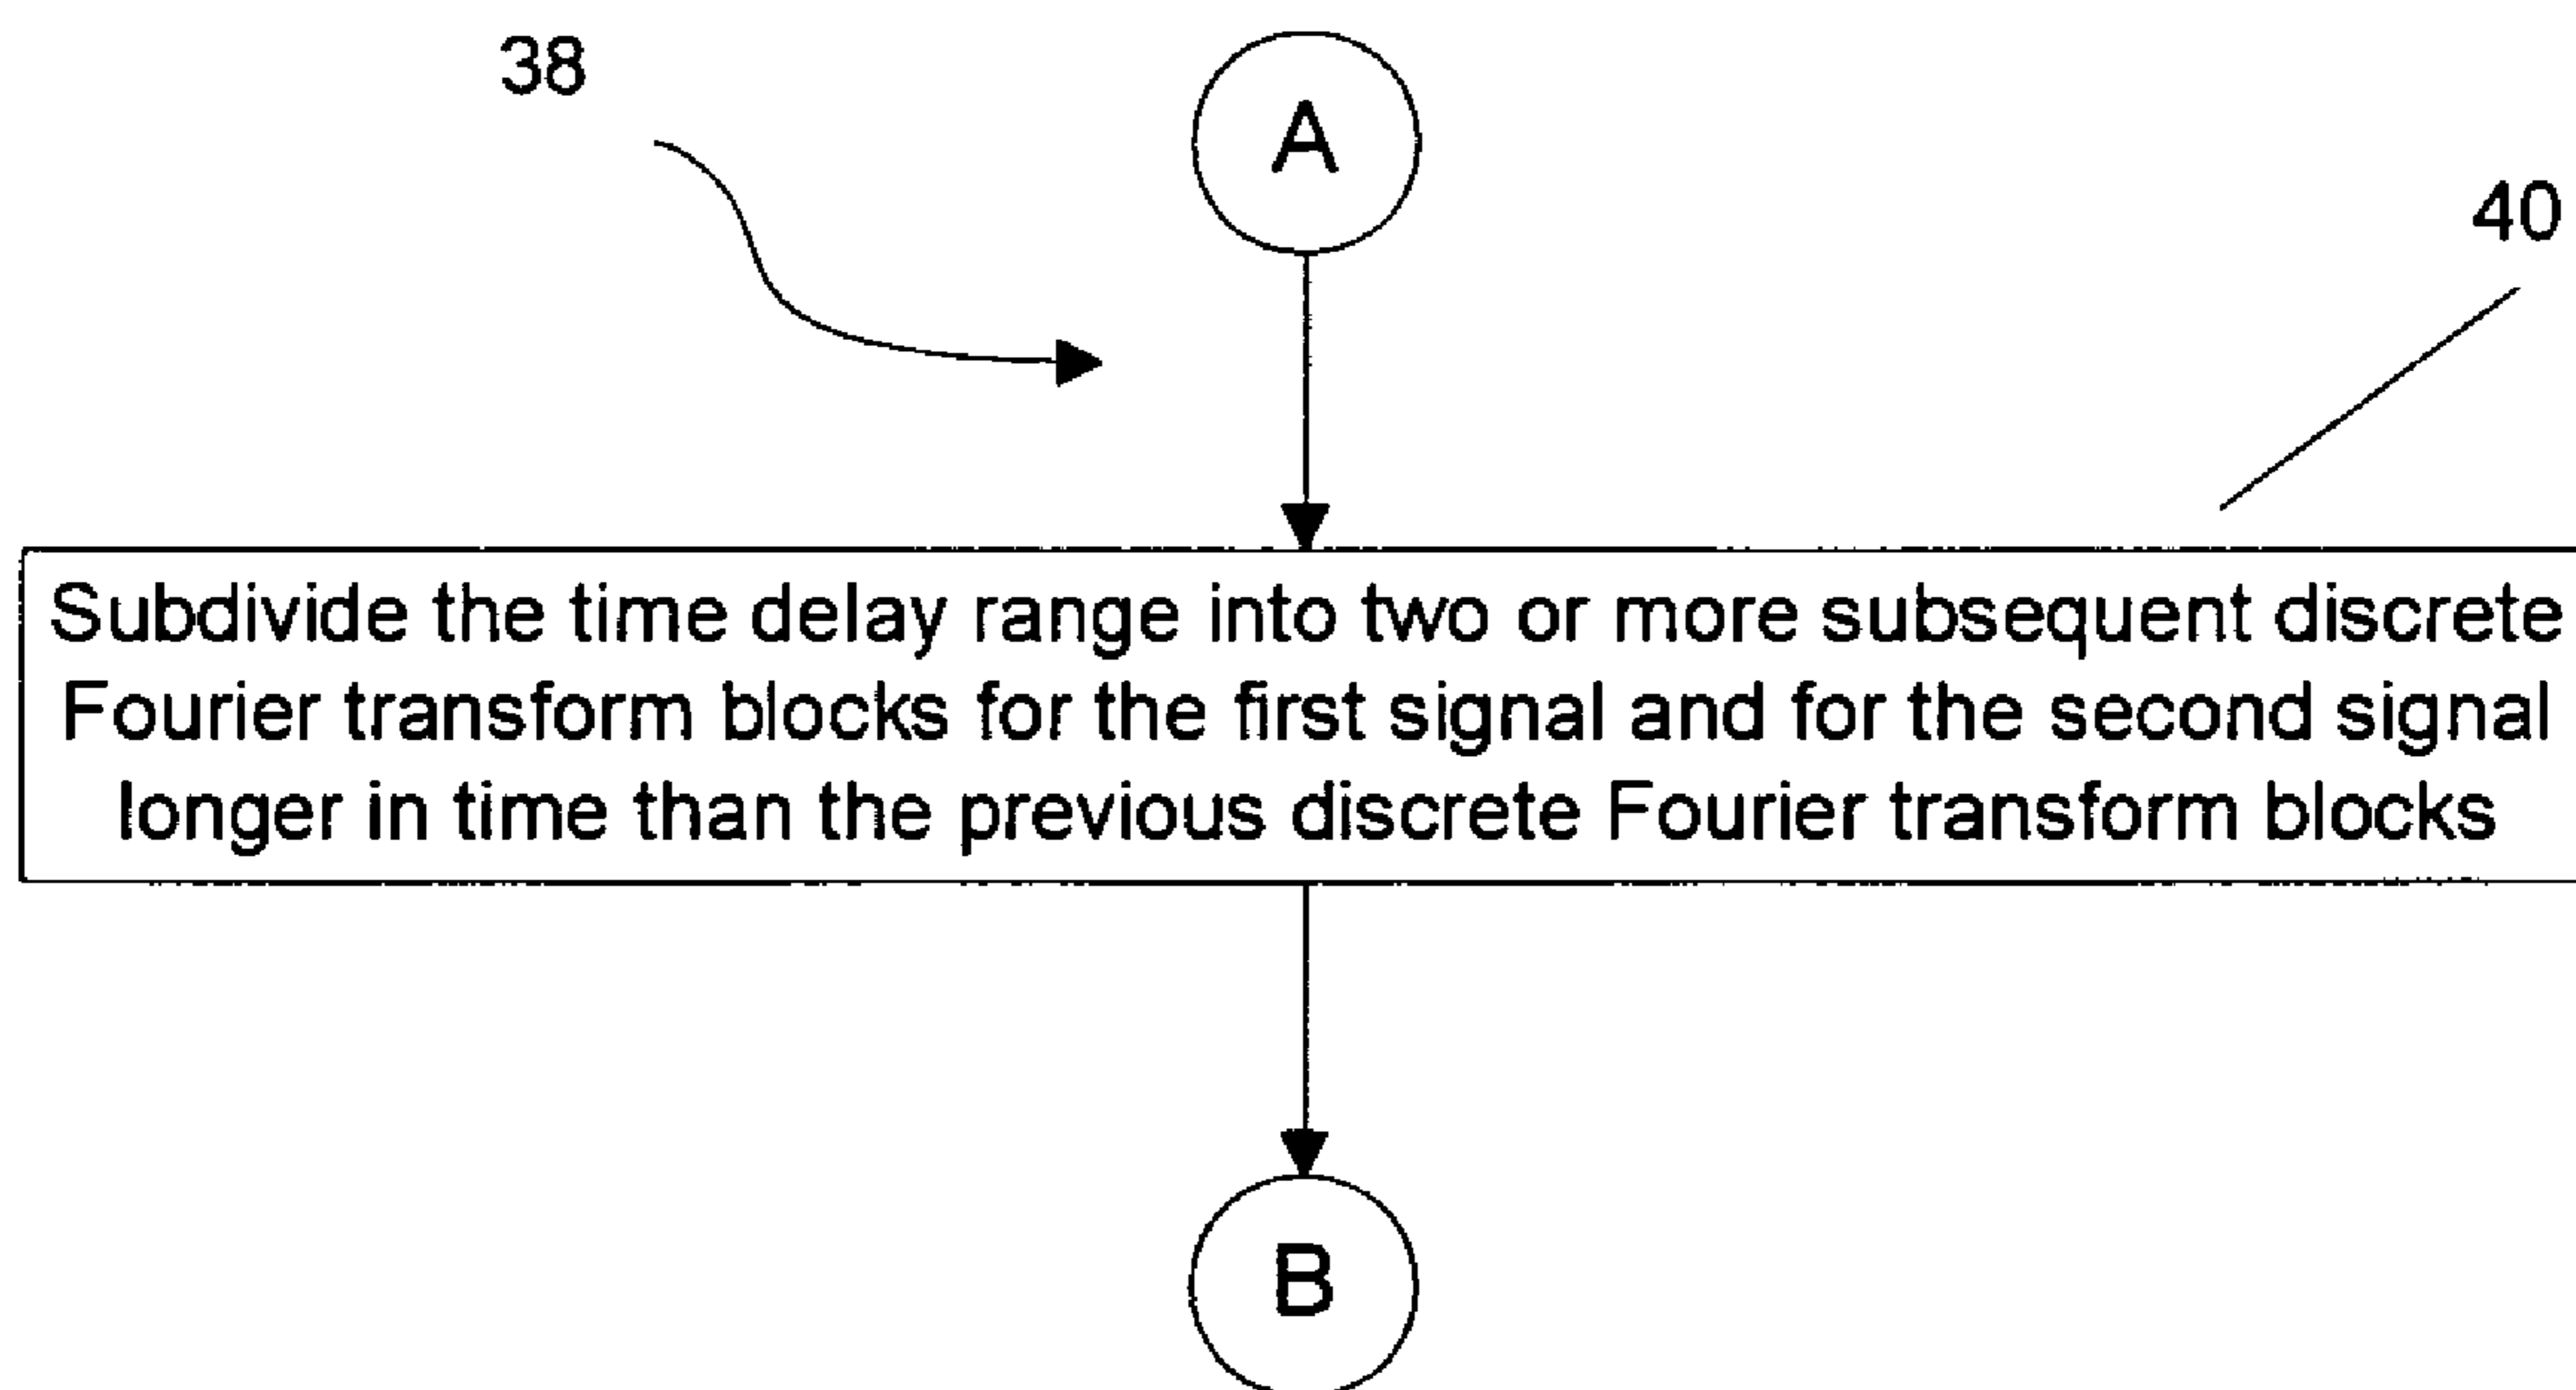 38
A
40
Subdivide the time delay range into two or more subsequent discrete
Fourier transform blocks for the first signal and for the second signal
longer in time than the previous discrete Fourier transform blocks
B